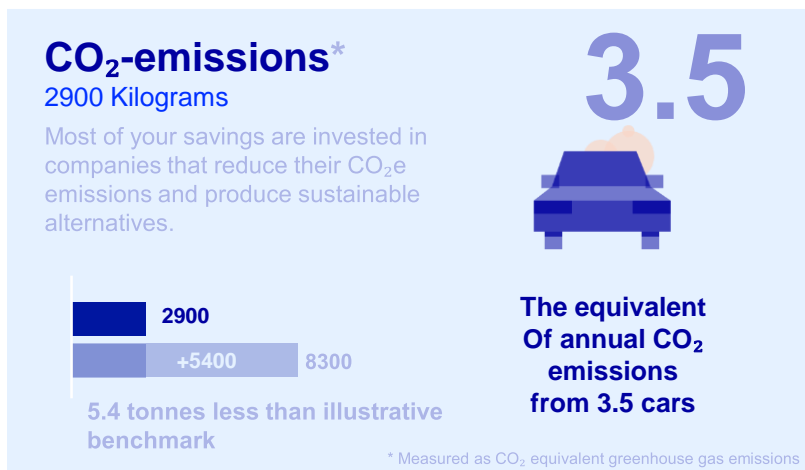 CO₂-emissions*
2900 Kilograms
Most of your savings are invested in
companies that reduce their CO₂e
emissions and produce sustainable
alternatives.
2900
+5400 8300
5.4 tonnes less than illustrative
benchmark
3.5
The equivalent
Of annual CO₂
emissions
from 3.5 cars
* Measured as CO₂ equivalent greenhouse gas emissions